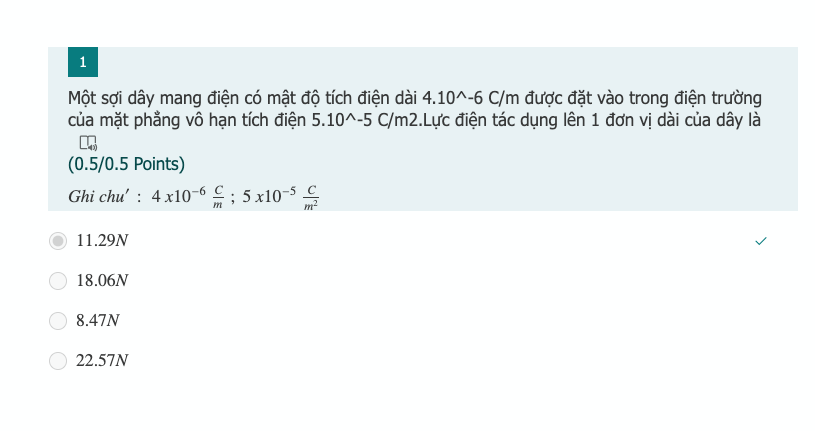 1
Một sợi dây mang điện có mật độ tích điện dài 4.10^-6 C/m được đặt vào trong điện trường
của mặt phẳng vô hạn tích điện 5.10^-5 C/m2.Lực điện tác dụng lên 1 đơn vị dài của dây là
(0.5/0.5 Points)
Ghi chu′ : 4 x10⁻⁶ C/m ; 5 x10⁻⁵ C/m²
11.29N
18.06N
8.47N
22.57N